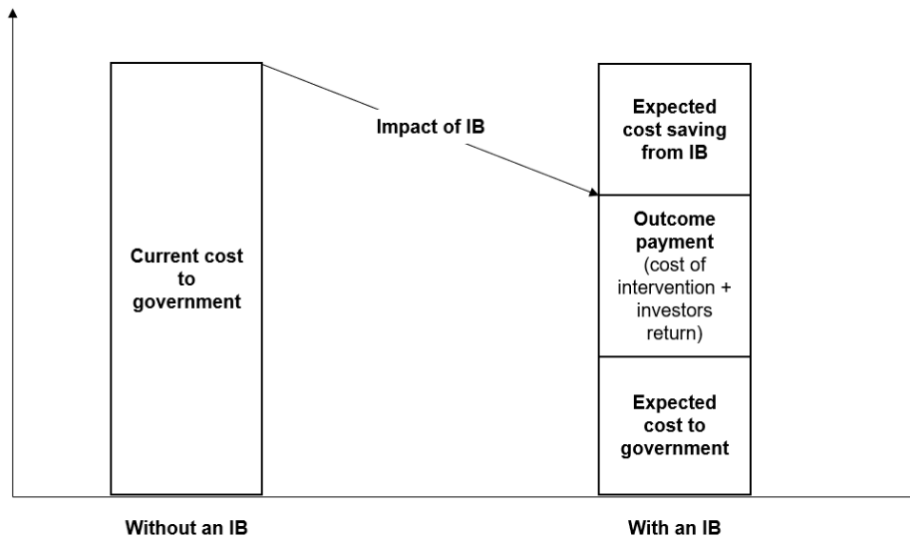 Current cost
to
government
Impact of IB
Expected
cost saving
from IB
Outcome
payment
(cost of
intervention +
investors
return)
Expected
cost to
government
Without an IB
With an IB